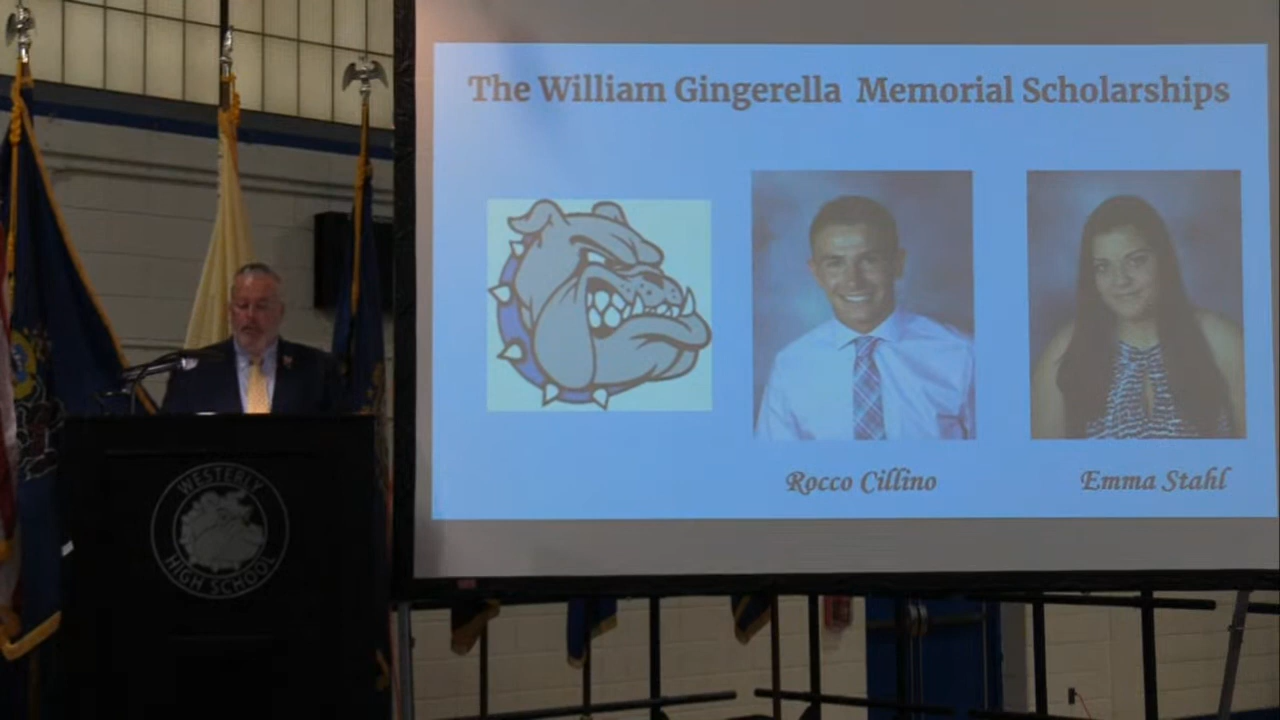 The William Gingerella Memorial Scholarships
Rocco Cillino
Emma Stahl
WESTERLY
HIGH SCHOOL